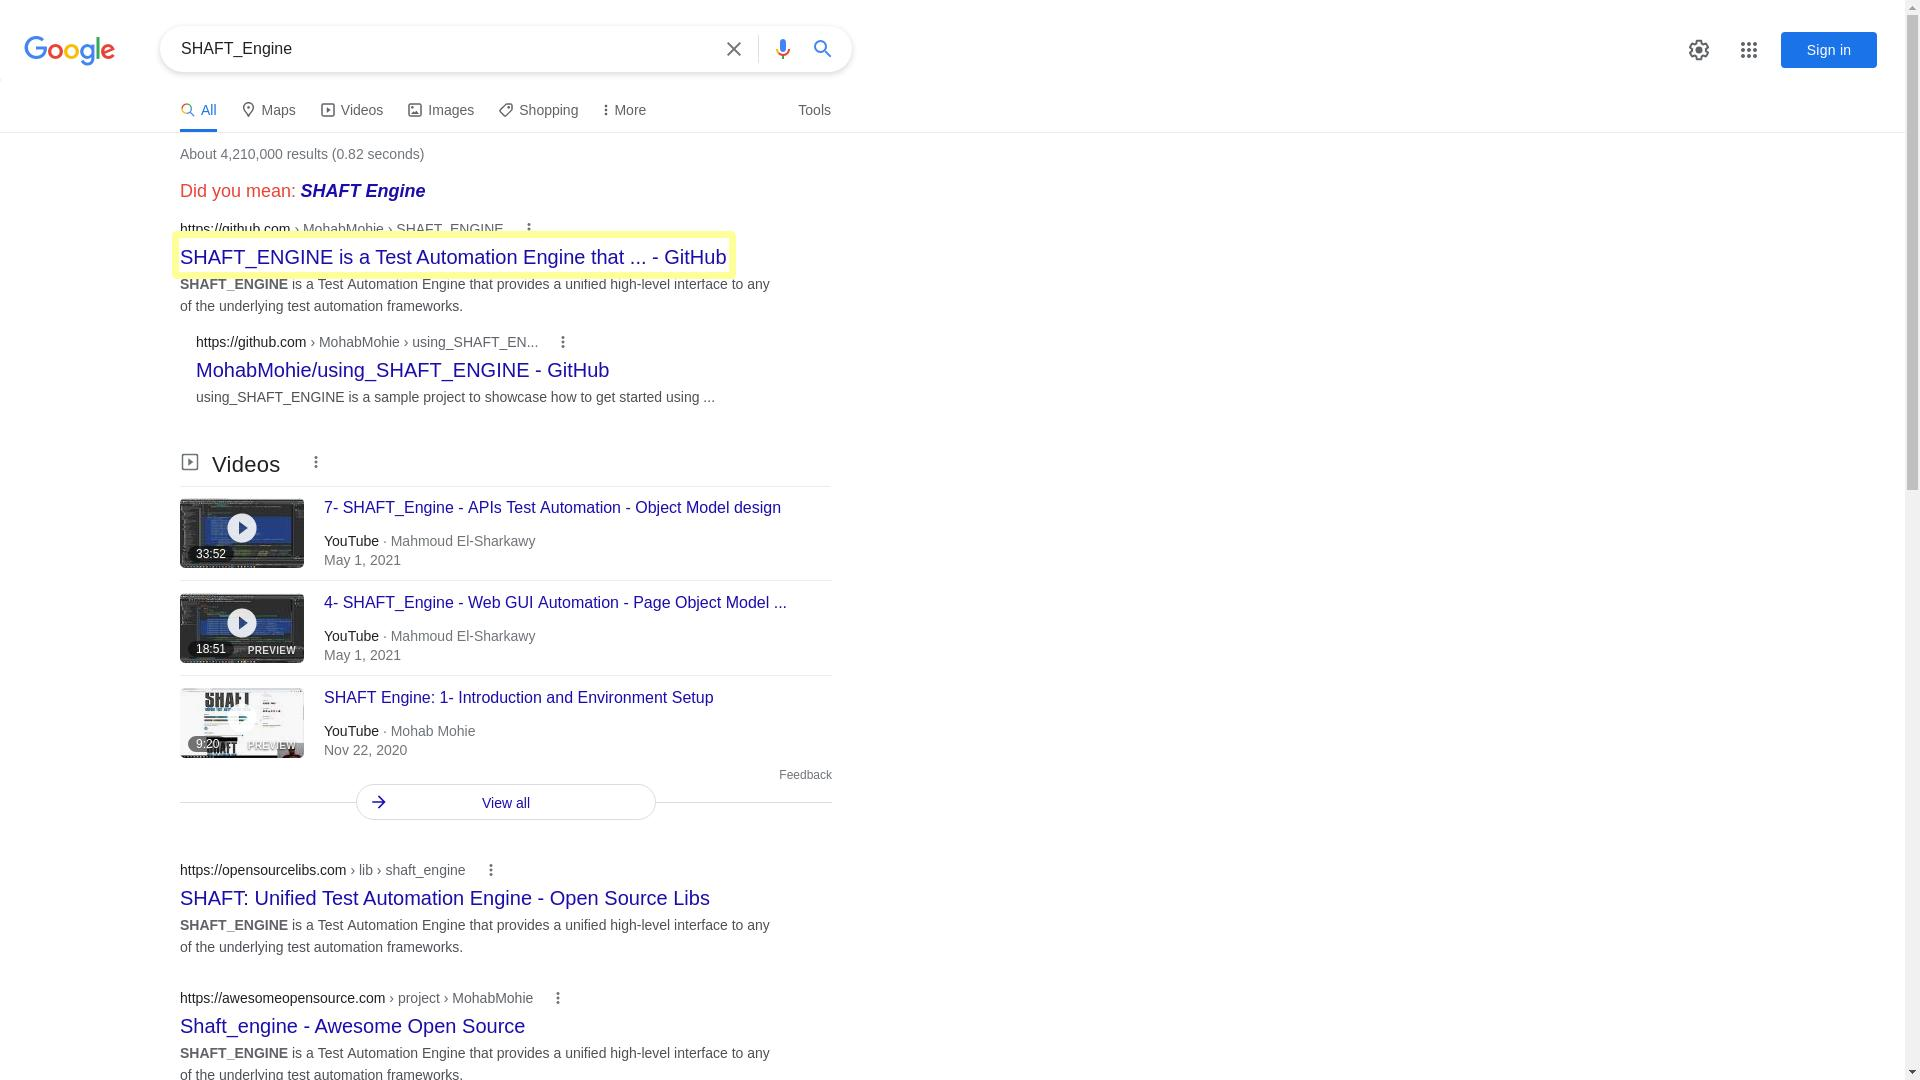 Google
SHAFT_Engine
Sign in
All
Maps
Videos
Images
Shopping
More
Tools
About 4,210,000 results (0.82 seconds)
Did you mean: SHAFT Engine
https://github.com › MohabMohie › SHAFT_ENGINE
SHAFT_ENGINE is a Test Automation Engine that ... - GitHub
SHAFT_ENGINE is a Test Automation Engine that provides a unified high-level interface to any
of the underlying test automation frameworks.
https://github.com › MohabMohie › using_SHAFT_EN...
MohabMohie/using_SHAFT_ENGINE - GitHub
using_SHAFT_ENGINE is a sample project to showcase how to get started using ...
Videos
7- SHAFT_Engine - APIs Test Automation - Object Model design
YouTube · Mahmoud El-Sharkawy
33:52
May 1, 2021
4- SHAFT_Engine - Web GUI Automation - Page Object Model ...
YouTube · Mahmoud El-Sharkawy
18:51
PREVIEW
May 1, 2021
SHAFT
SHAFT Engine: 1- Introduction and Environment Setup
YouTube · Mohab Mohie
9:20
PREVIEW
Nov 22, 2020
Feedback
View all
https://opensourcelibs.com › lib › shaft_engine
SHAFT: Unified Test Automation Engine - Open Source Libs
SHAFT_ENGINE is a Test Automation Engine that provides a unified high-level interface to any
of the underlying test automation frameworks.
https://awesomeopensource.com › project › MohabMohie
Shaft_engine - Awesome Open Source
SHAFT_ENGINE is a Test Automation Engine that provides a unified high-level interface to any
of the underlying test automation frameworks.